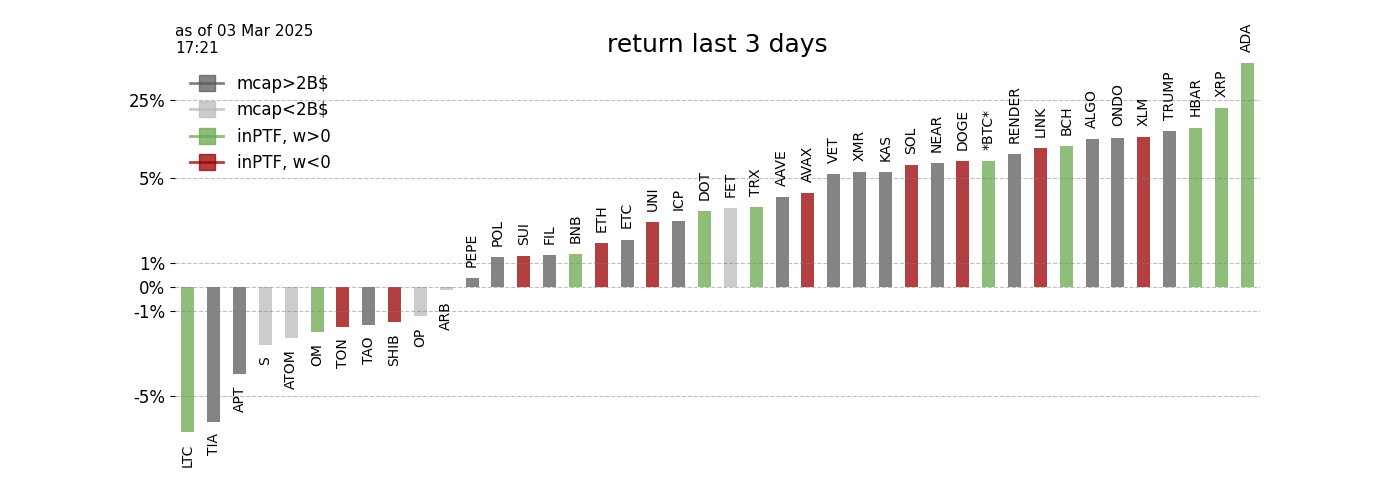 as of 03 Mar 2025
17:21
return last 3 days
mcap>2B$
mcap<2B$
inPTF, w>0
inPTF, w<0
25%
5%
1%
0%
-1%
-5%
LTC
TIA
APT
S
ATOM
OM
TON
TAO
SHIB
OP
ARB
PEPE
POL
SUI
FIL
BNB
ETH
ETC
UNI
ICP
DOT
FET
TRX
AAVE
AVAX
VET
XMR
KAS
SOL
NEAR
DOGE
*BTC*
RENDER
LINK
BCH
ALGO
ONDO
XLM
TRUMP
HBAR
XRP
ADA